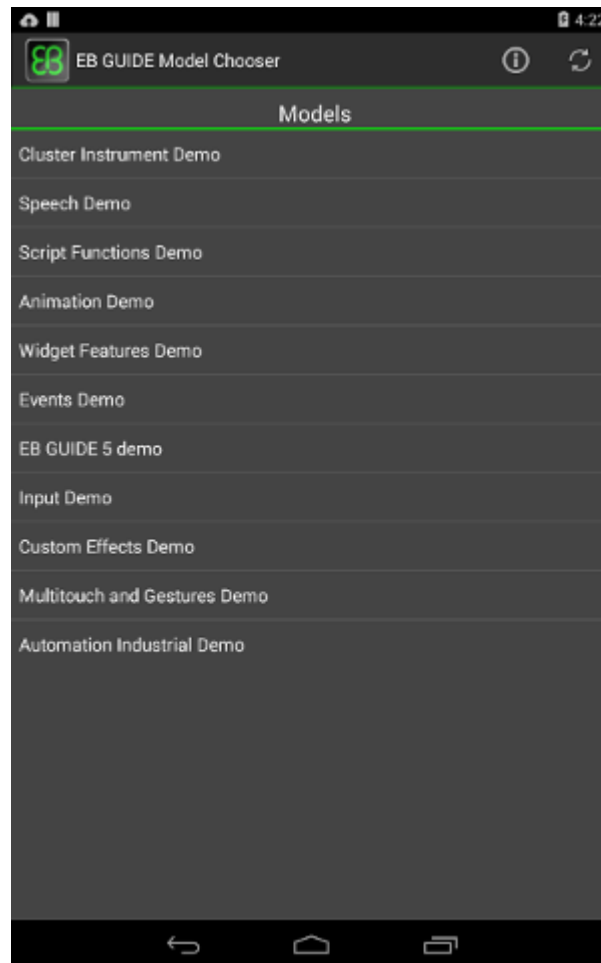 4:22
EB EB GUIDE Model Chooser
Models
Cluster Instrument Demo
Speech Demo
Script Functions Demo
Animation Demo
Widget Features Demo
Events Demo
EB GUIDE 5 demo
Input Demo
Custom Effects Demo
Multitouch and Gestures Demo
Automation Industrial Demo